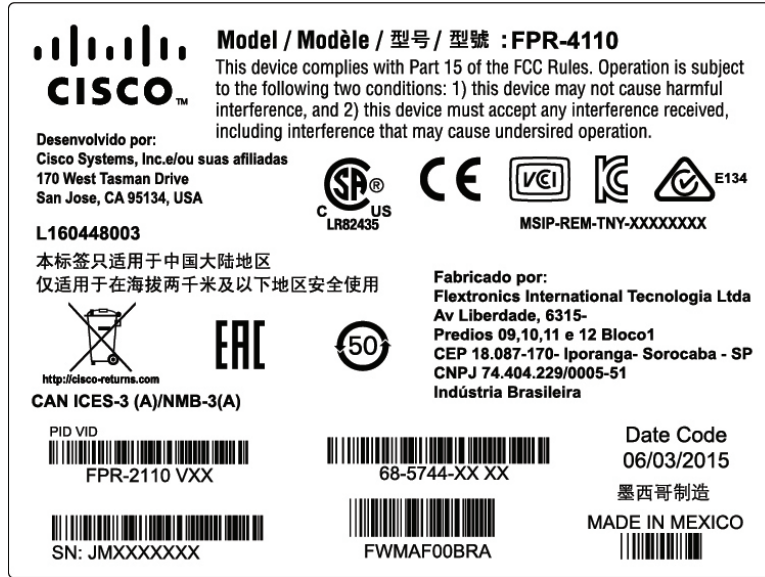 CISCO™
Model / Modèle / 型号 / 型號 :FPR-4110
This device complies with Part 15 of the FCC Rules. Operation is subject
to the following two conditions: 1) this device may not cause harmful
interference, and 2) this device must accept any interference received,
including interference that may cause undersired operation.
Desenvolvido por:
Cisco Systems, Inc.e/ou suas afiliadas
170 West Tasman Drive
San Jose, CA 95134, USA
L160448003
SA®
C US
LR82435
CE
VCI
KC
E134
MSIP-REM-TNY-XXXXXXXX
本标签只适用于中国大陆地区
仅适用于在海拔两千米及以下地区安全使用
http://cisco-returns.com
EAC
50
CAN ICES-3 (A)/NMB-3(A)
Fabricado por:
Flextronics International Tecnologia Ltda
Av Liberdade, 6315-
Predios 09,10,11 e 12 Bloco1
CEP 18.087-170- Iporanga- Sorocaba - SP
CNPJ 74.404.229/0005-51
Indústria Brasileira
PID VID
FPR-2110 VXX
68-5744-XX XX
Date Code
06/03/2015
墨西哥制造
MADE IN MEXICO
SN: JMXXXXXXX
FWMAF00BRA